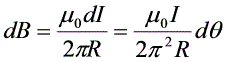 dB = \frac{\mu_0 dI}{2\pi R} = \frac{\mu_0 I}{2\pi^2 R} d\theta